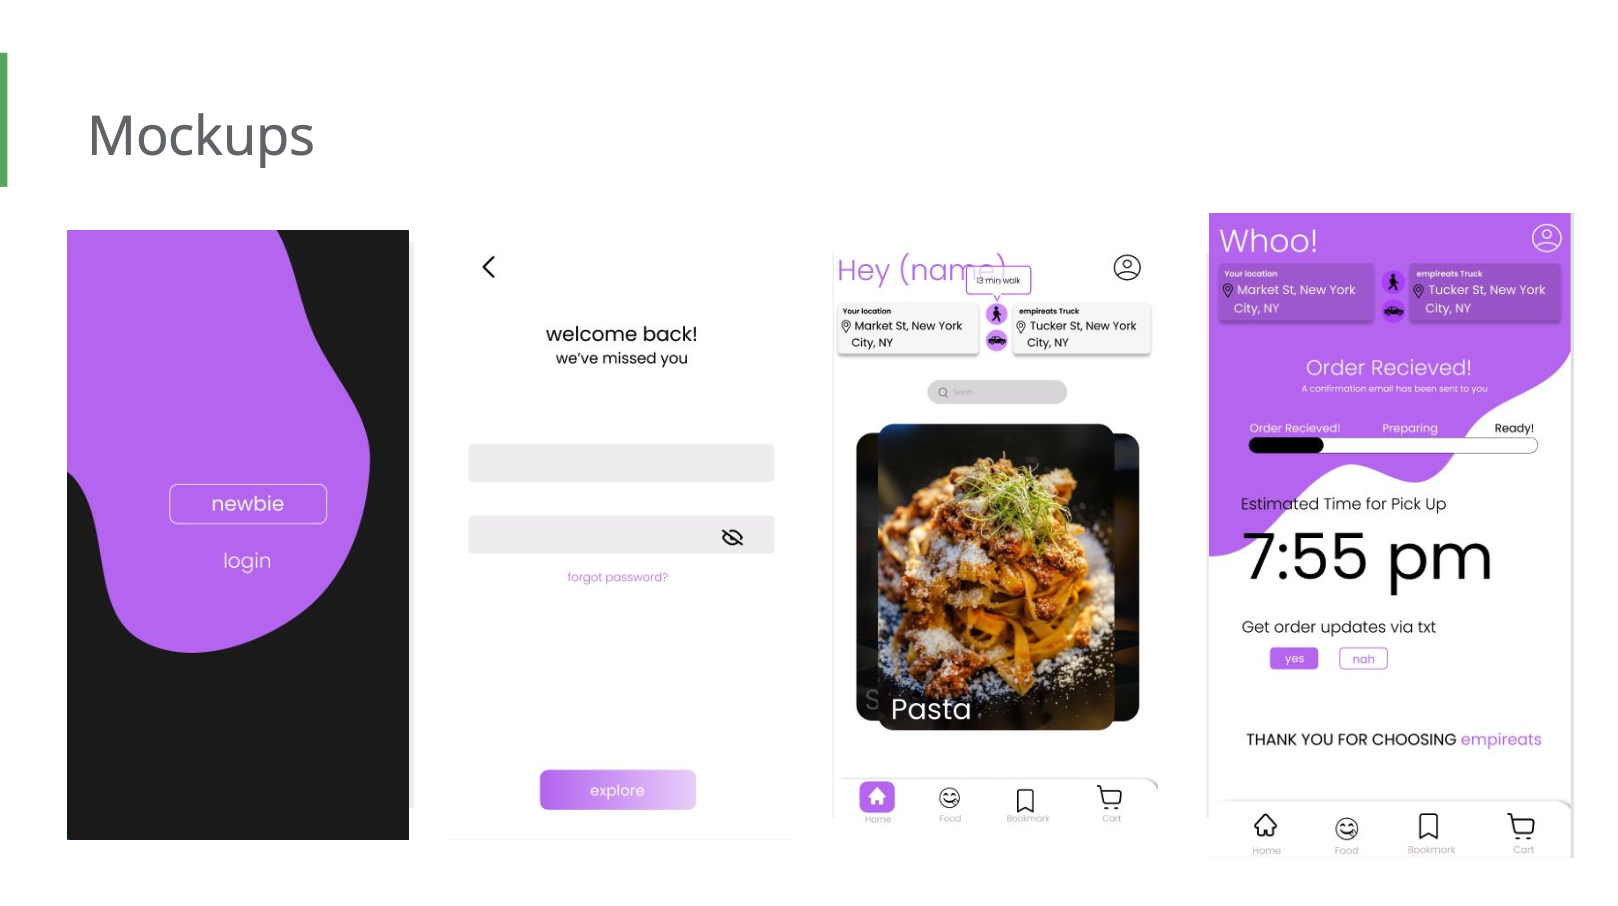 Mockups
newbie
login
welcome back!
we've missed you
forgot password?
explore
Hey (name)
13 min walk
Your location
Market St, New York
City, NY
empireats Truck
Tucker St, New York
City, NY
Search
S
Pasta
Home
Food
Bookmark
Cart
Whoo!
Your location
Market St, New York
City, NY
empireats Truck
Tucker St, New York
City, NY
Order Recieved!
A confirmation email has been sent to you
Order Recieved! Preparing Ready!
Estimated Time for Pick Up
7:55 pm
Get order updates via txt
yes nah
THANK YOU FOR CHOOSING empireats
Home
Food
Bookmark
Cart